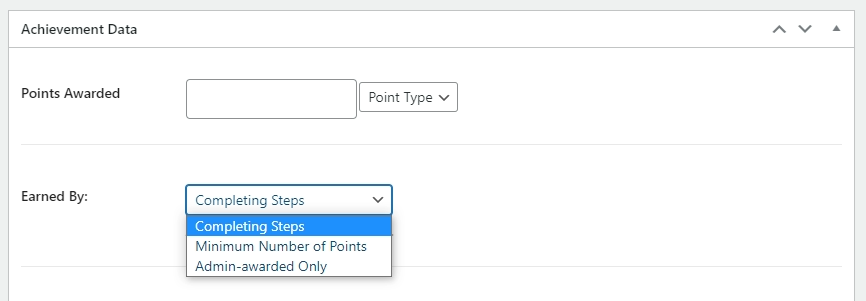 Achievement Data
Points Awarded
Point Type
Earned By:
Completing Steps
Completing Steps
Minimum Number of Points
Admin-awarded Only